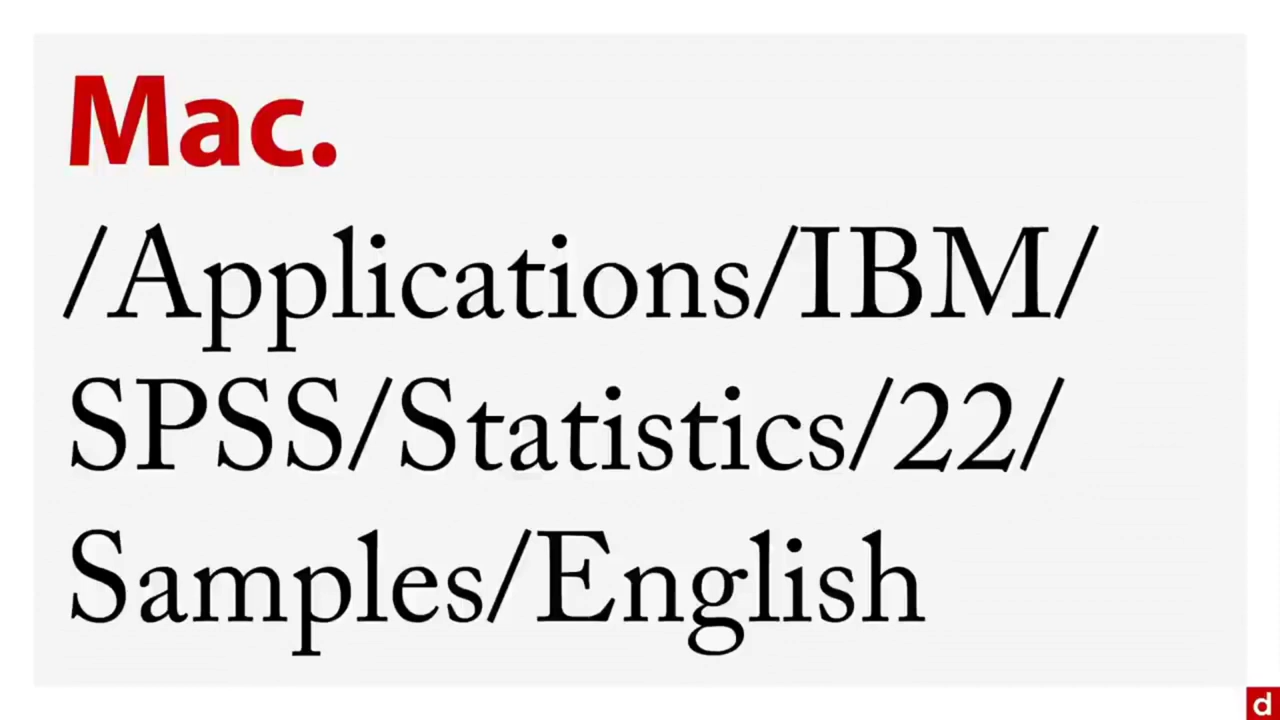 Mac.
/Applications/IBM/
SPSS/Statistics/22/
Samples/English
d